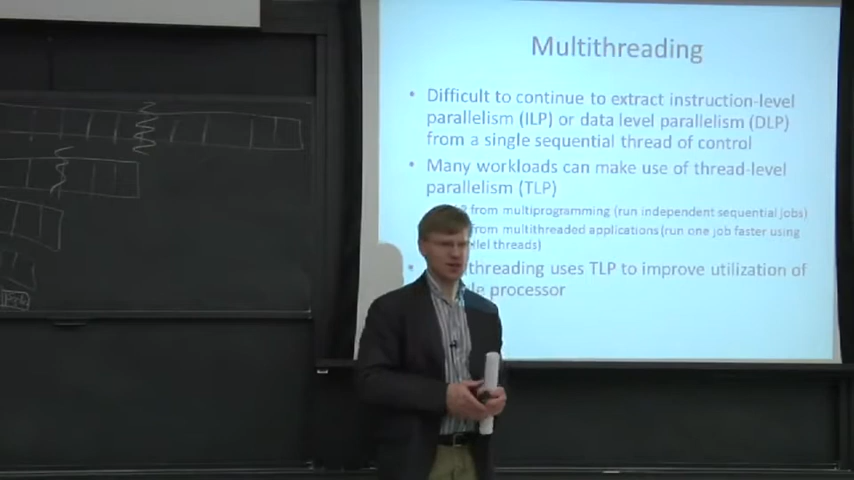 Multithreading
• Difficult to continue to extract instruction-level
parallelism (ILP) or data level parallelism (DLP)
from a single sequential thread of control
• Many workloads can make use of thread-level
parallelism (TLP)
from multiprogramming (run independent sequential jobs)
from multithreaded applications (run one job faster using
threads)
• threading uses TLP to improve utilization of
processor